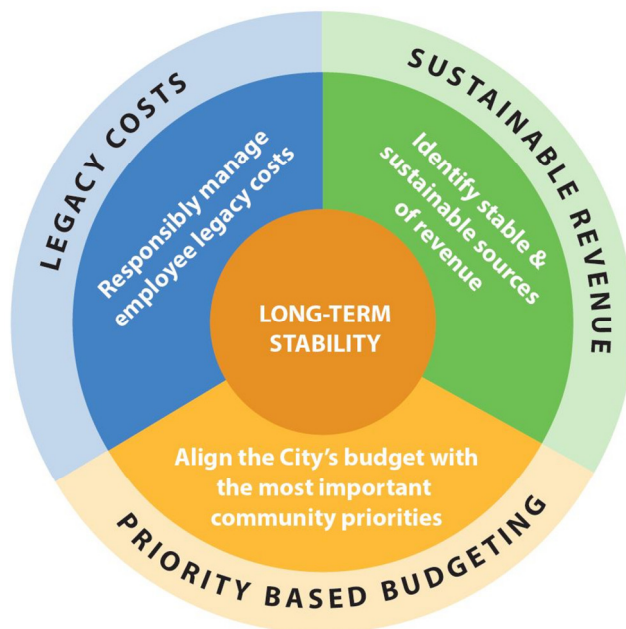 LEGACY COSTS
SUSTAINABLE REVENUE
Responsibly manage
employee legacy costs
Identify stable &
sustainable sources
of revenue
LONG-TERM
STABILITY
Align the City’s budget with
the most important
community priorities
PRIORITY BASED BUDGETING